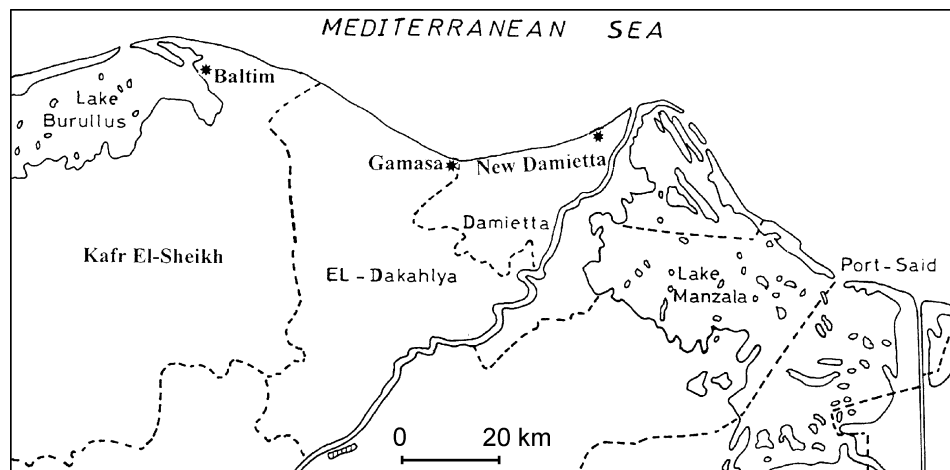 MEDITERRANEAN SEA
Baltim
Lake
Burullus
Gamasa
New Damietta
Damietta
Kafr El-Sheikh
EL-Dakahlya
Port-Said
Lake
Manzala
0 20 km